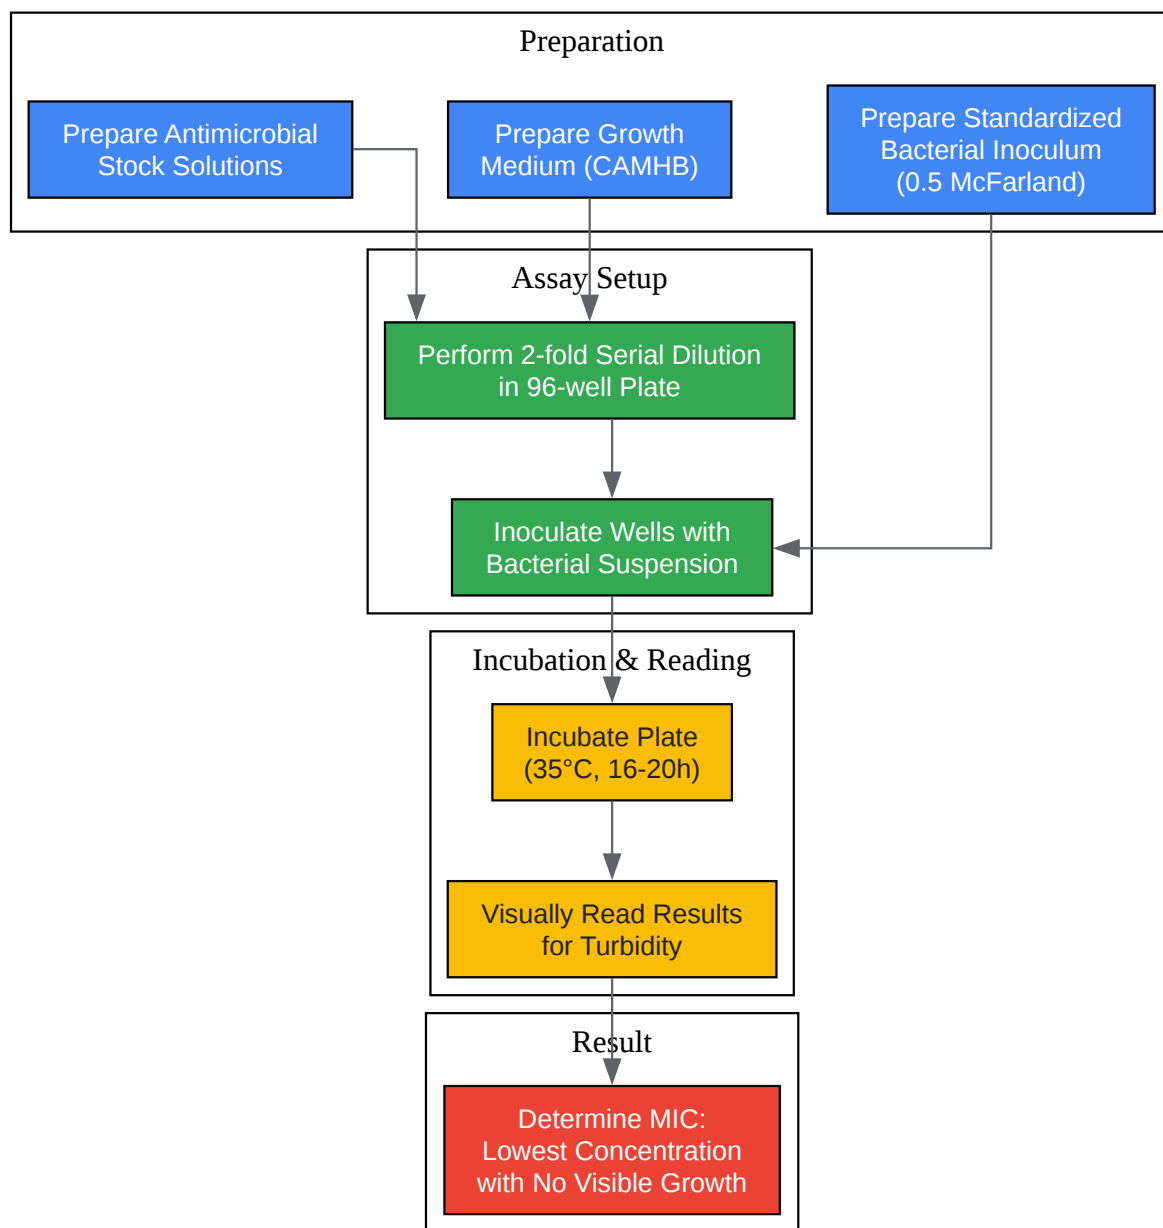 Preparation
Prepare Antimicrobial
Stock Solutions
Prepare Growth
Medium (CAMHB)
Prepare Standardized
Bacterial Inoculum
(0.5 McFarland)
Assay Setup
Perform 2-fold Serial Dilution
in 96-well Plate
Inoculate Wells with
Bacterial Suspension
Incubation & Reading
Incubate Plate
(35°C, 16-20h)
Visually Read Results
for Turbidity
Result
Determine MIC:
Lowest Concentration
with No Visible Growth